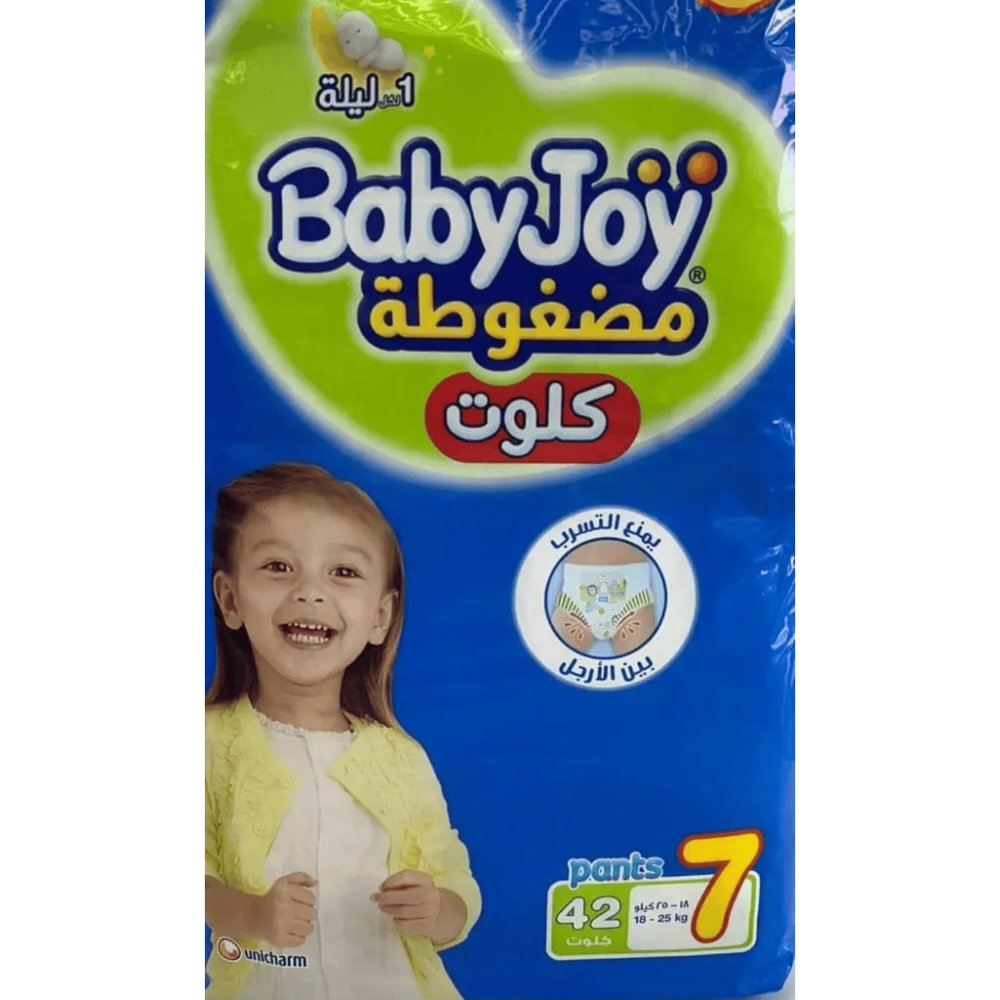 1 لكل ليلة
BabyJoy®
مضغوطة
كلوت
يمنع التسرب
بين الأرجل
pants 7
42
كلوت
١٨ - ٢٥ كيلو
18 - 25 kg
unicharm